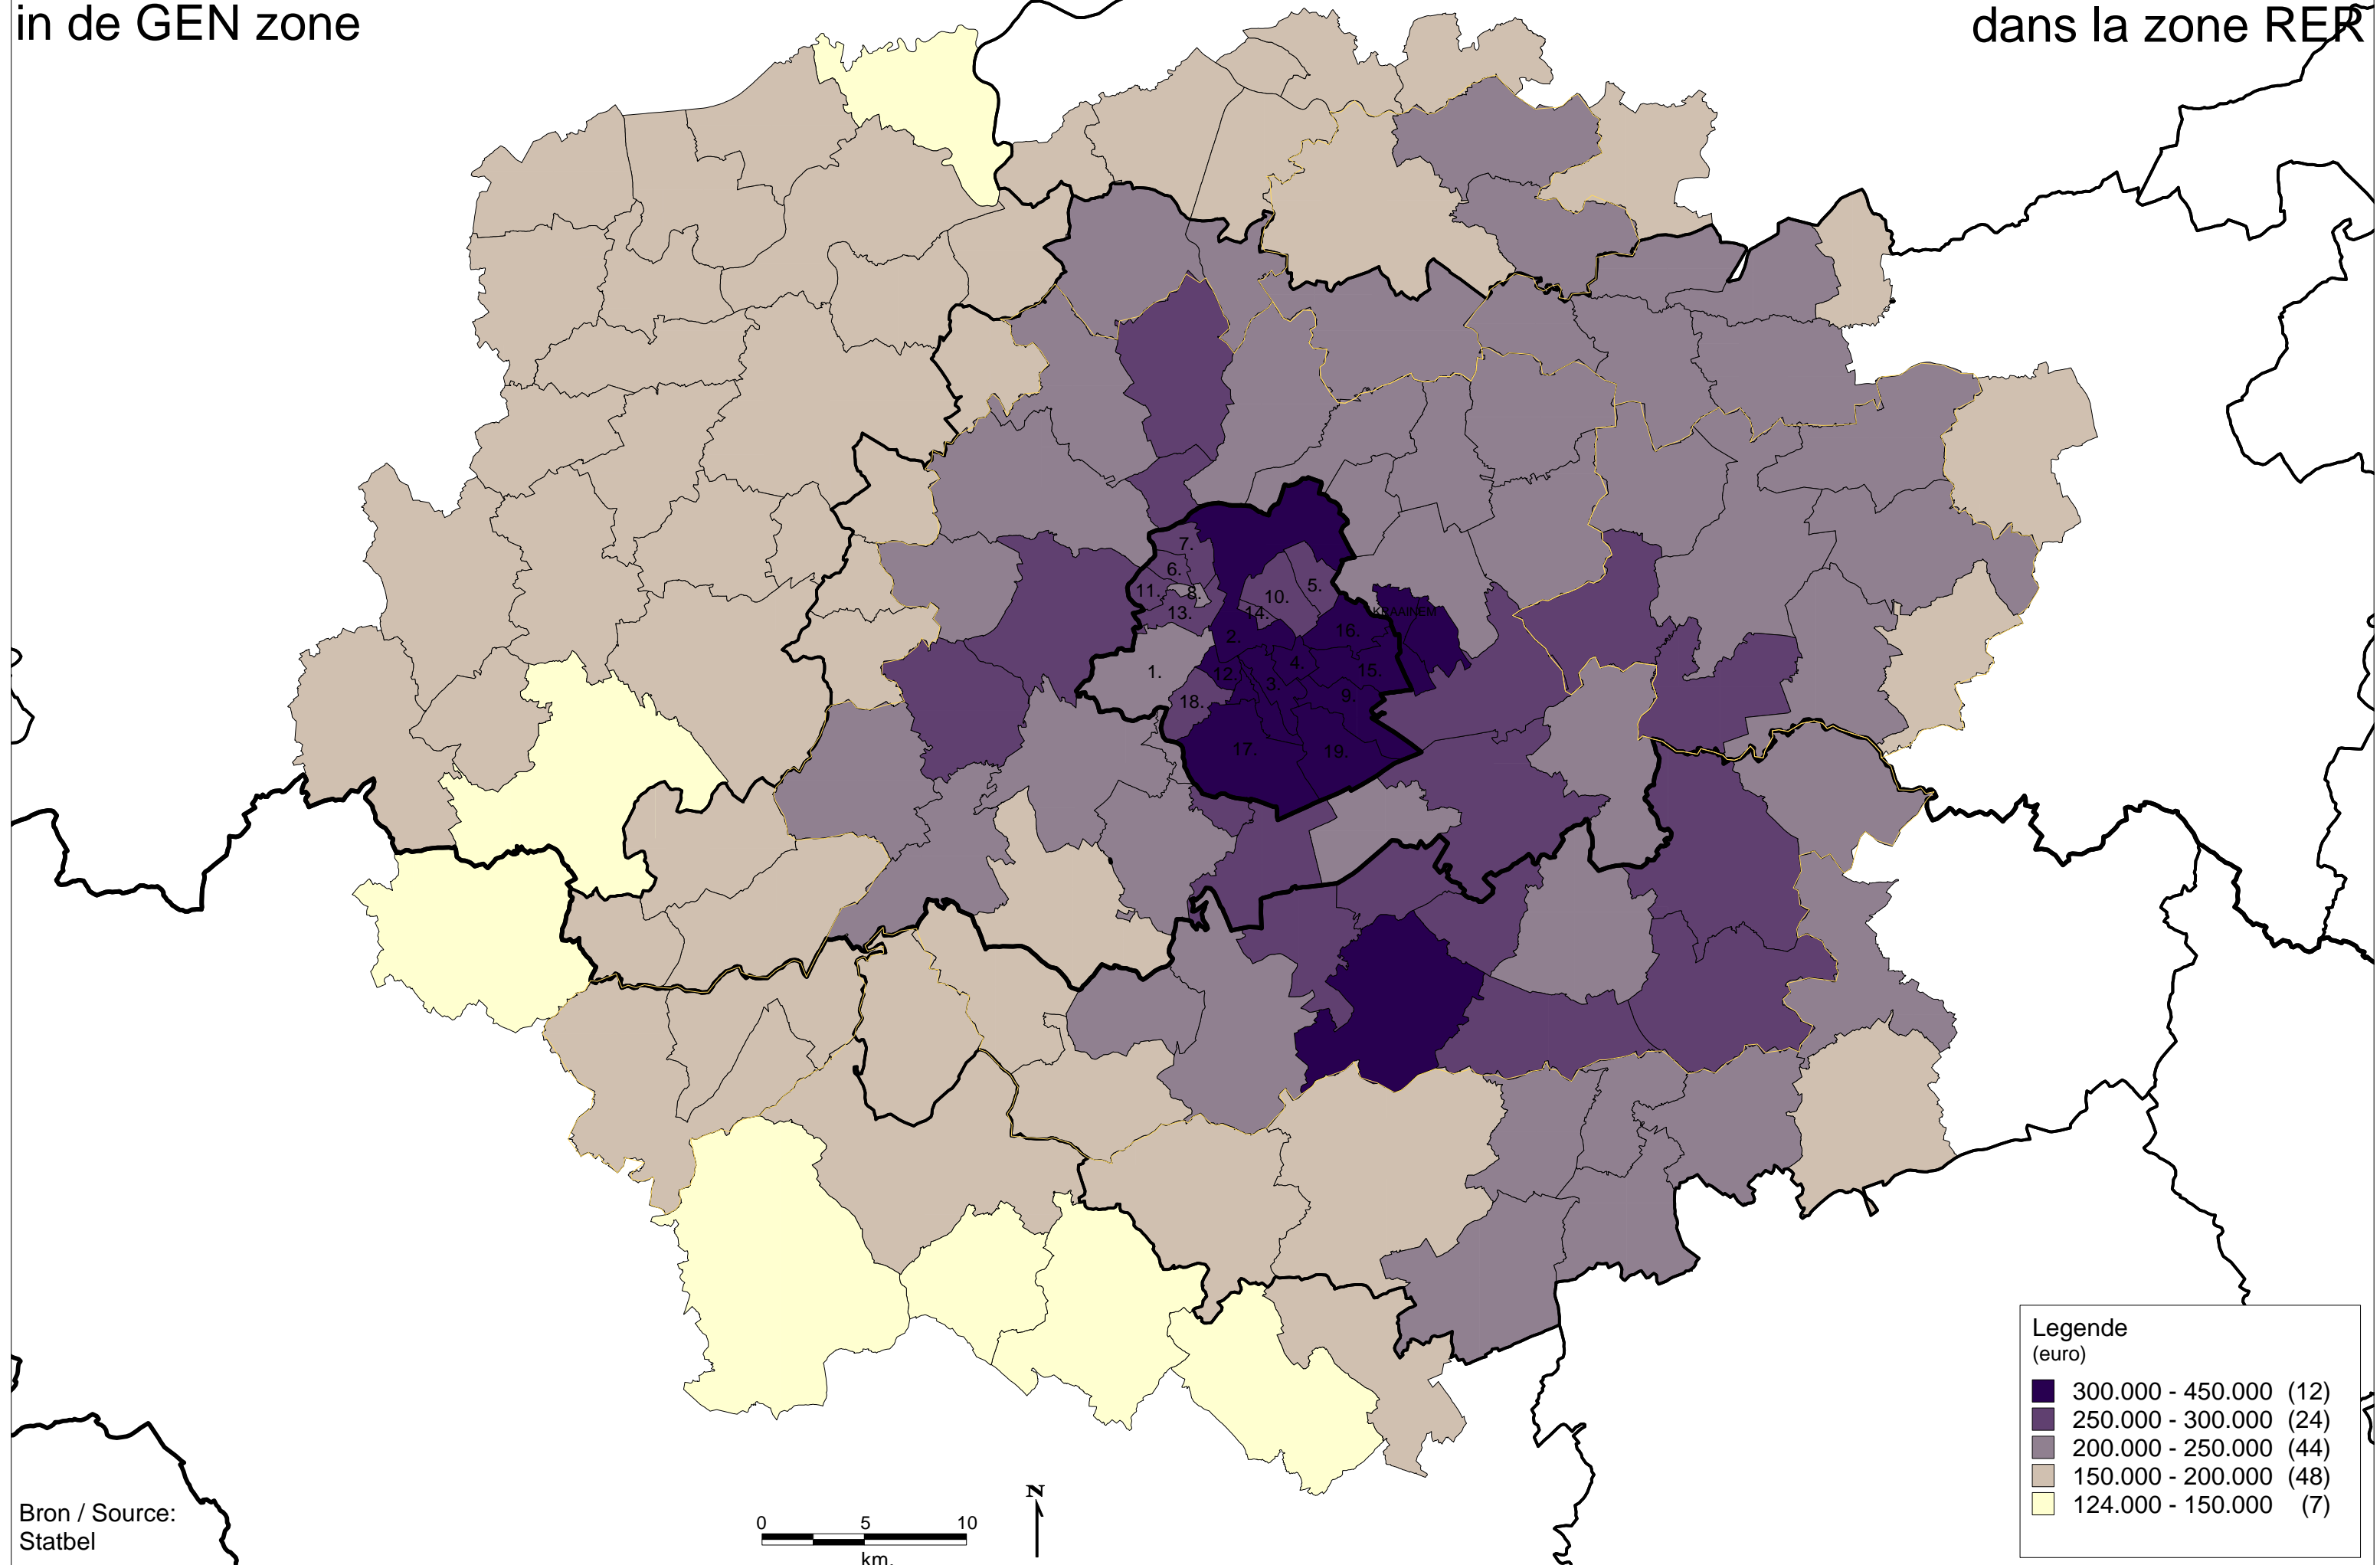 in de GEN zone
dans la zone RER
7.
6.
11.
8.
5.
10.
13.
14.
KRAAINEM
2.
16.
1.
12.
4.
15.
3.
18.
9.
17.
19.
Legende
(euro)
300.000 - 450.000 (12)
250.000 - 300.000 (24)
200.000 - 250.000 (44)
150.000 - 200.000 (48)
124.000 - 150.000 (7)
Bron / Source:
Statbel
0 5 10
km.
N